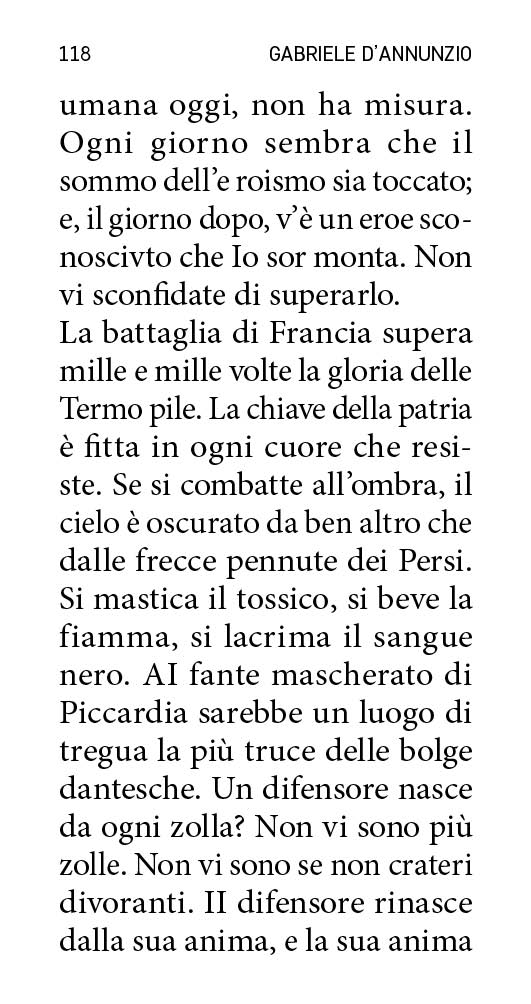 118 GABRIELE D’ANNUNZIO
umana oggi, non ha misura.
Ogni giorno sembra che il
sommo dell’e roismo sia toccato;
e, il giorno dopo, v’è un eroe sco-
noscivto che Io sor monta. Non
vi sconfidate di superarlo.
La battaglia di Francia supera
mille e mille volte la gloria delle
Termo pile. La chiave della patria
è fitta in ogni cuore che resi-
ste. Se si combatte all’ombra, il
cielo è oscurato da ben altro che
dalle frecce pennute dei Persi.
Si mastica il tossico, si beve la
fiamma, si lacrima il sangue
nero. AI fante mascherato di
Piccardia sarebbe un luogo di
tregua la più truce delle bolge
dantesche. Un difensore nasce
da ogni zolla? Non vi sono più
zolle. Non vi sono se non crateri
divoranti. II difensore rinasce
dalla sua anima, e la sua anima